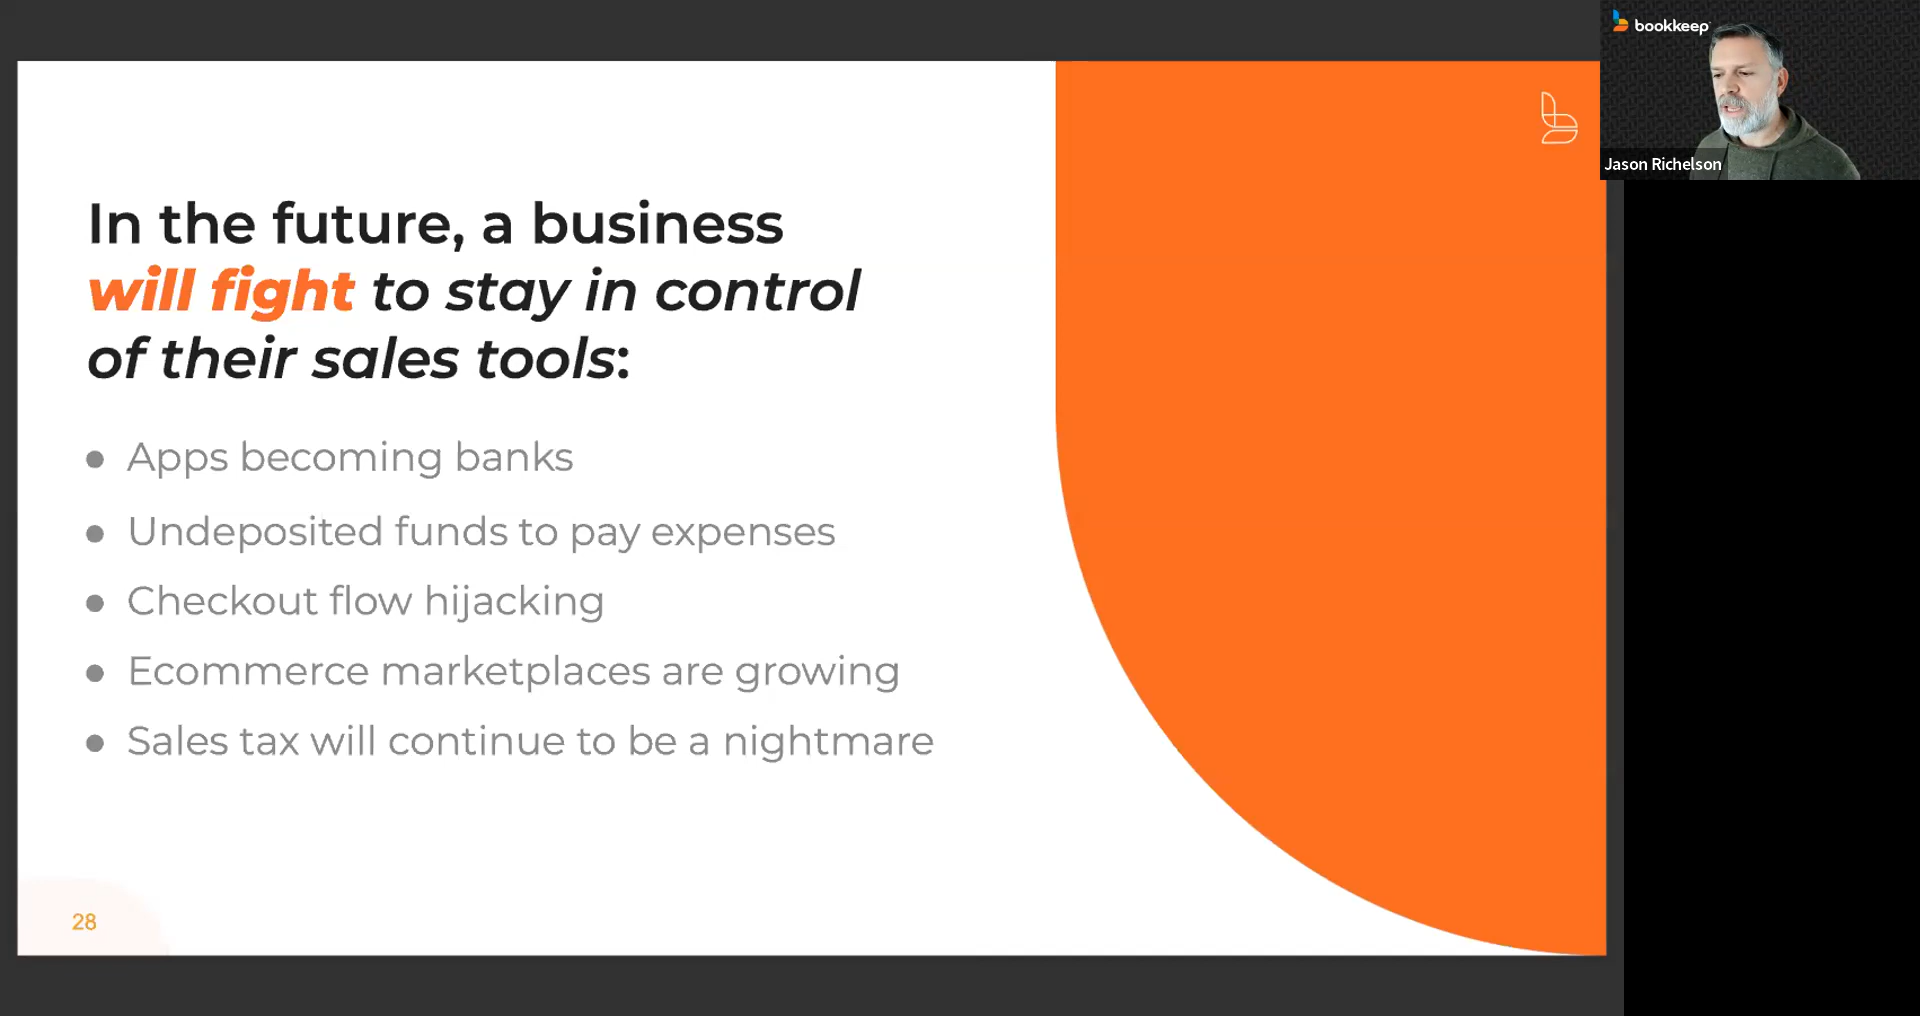 In the future, a business
will fight to stay in control
of their sales tools:
● Apps becoming banks
● Undeposited funds to pay expenses
● Checkout flow hijacking
● Ecommerce marketplaces are growing
● Sales tax will continue to be a nightmare
28
bookkeep
Jason Richelson